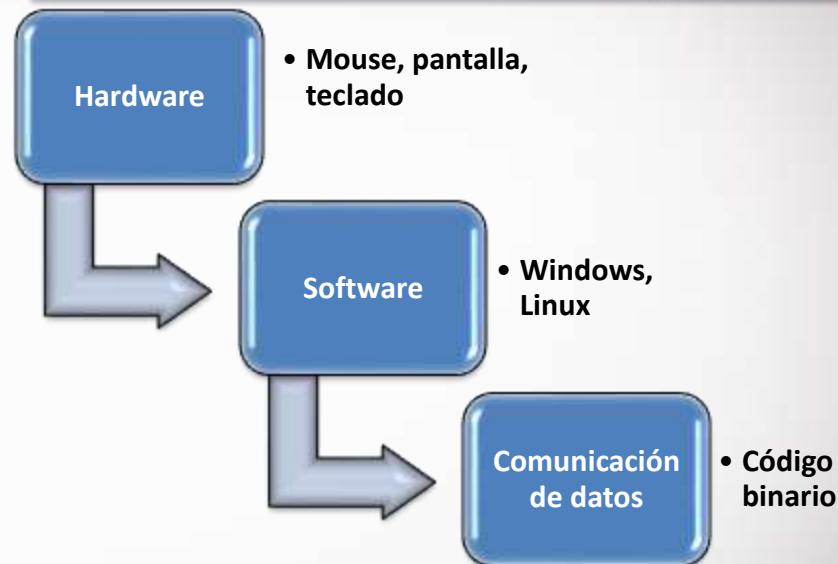 Hardware
• Mouse, pantalla,
teclado
Software
• Windows,
Linux
Comunicación
de datos
• Código
binario